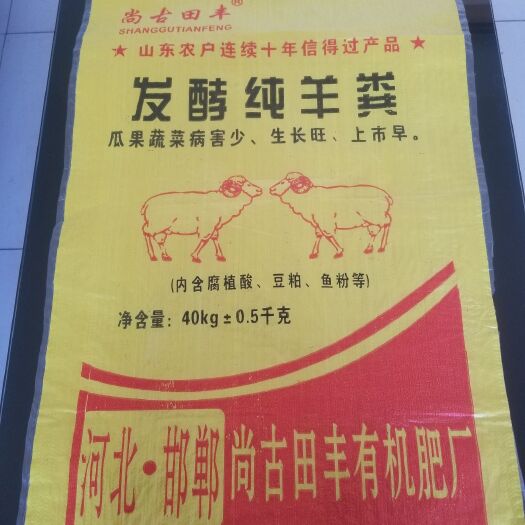 尚古田丰®
SHANGGUTIANFENG
★ 山东农户连续十年信得过产品 ★
发酵纯羊粪
瓜果蔬菜病害少、生长旺、上市早。
(内含腐植酸、豆粕、鱼粉等)
净含量：40kg±0.5千克
河北·邯郸尚古田丰有机肥厂